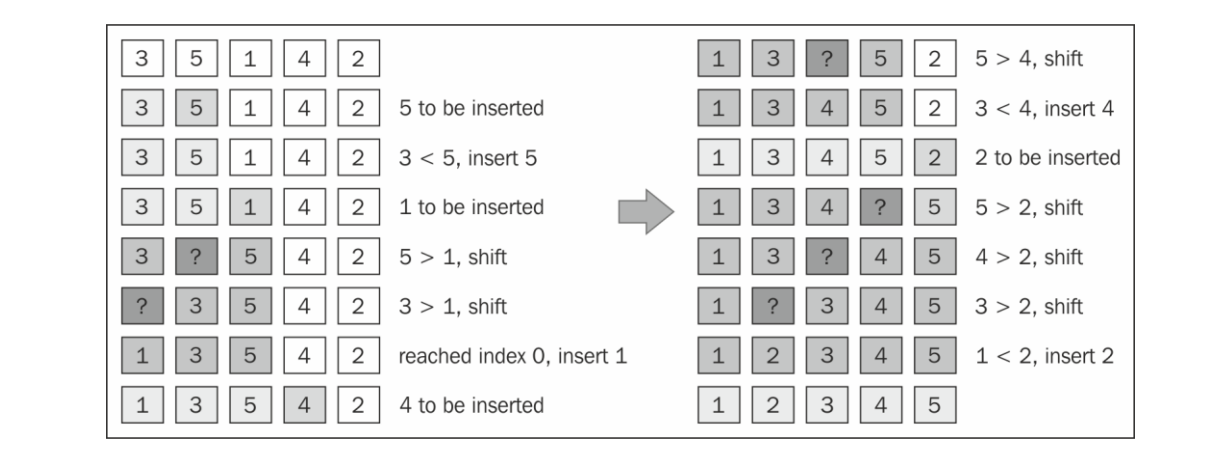 3 5 1 4 2
3 5 1 4 2 5 to be inserted
3 5 1 4 2 3 < 5, insert 5
3 5 1 4 2 1 to be inserted
3 ? 5 4 2 5 > 1, shift
? 3 5 4 2 3 > 1, shift
1 3 5 4 2 reached index 0, insert 1
1 3 5 4 2 4 to be inserted
1 3 ? 5 2 5 > 4, shift
1 3 4 5 2 3 < 4, insert 4
1 3 4 5 2 2 to be inserted
1 3 4 ? 5 5 > 2, shift
1 3 ? 4 5 4 > 2, shift
1 ? 3 4 5 3 > 2, shift
1 2 3 4 5 1 < 2, insert 2
1 2 3 4 5